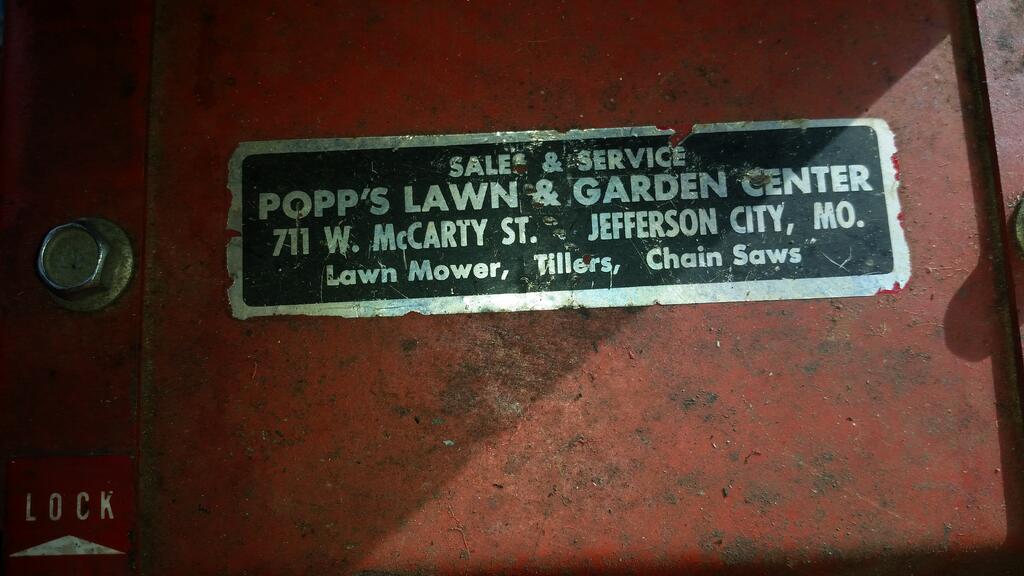 SALES & SERVICE
POPP'S LAWN & GARDEN CENTER
711 W. McCARTY ST. JEFFERSON CITY, MO.
Lawn Mower, Tillers, Chain Saws
LOCK